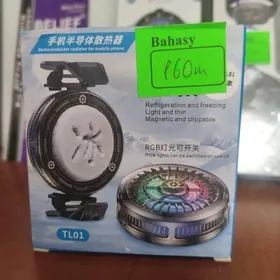 手机半导体散热器
Semiconductor radiator for mobile phone
Bahasy
160m
TL01
Refrigeration and freezing
Light and thin
Magnetic and clippable
RGB灯光可开关
RGB lights can be switched on and off
TL01